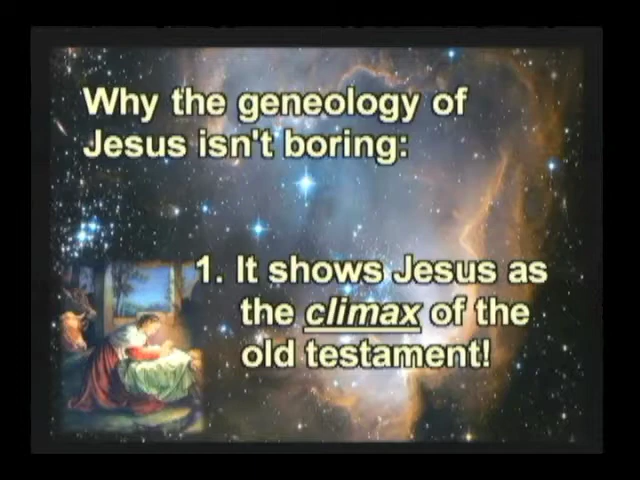 Why the geneology of
Jesus isn't boring:
1. It shows Jesus as
the climax of the
old testament!